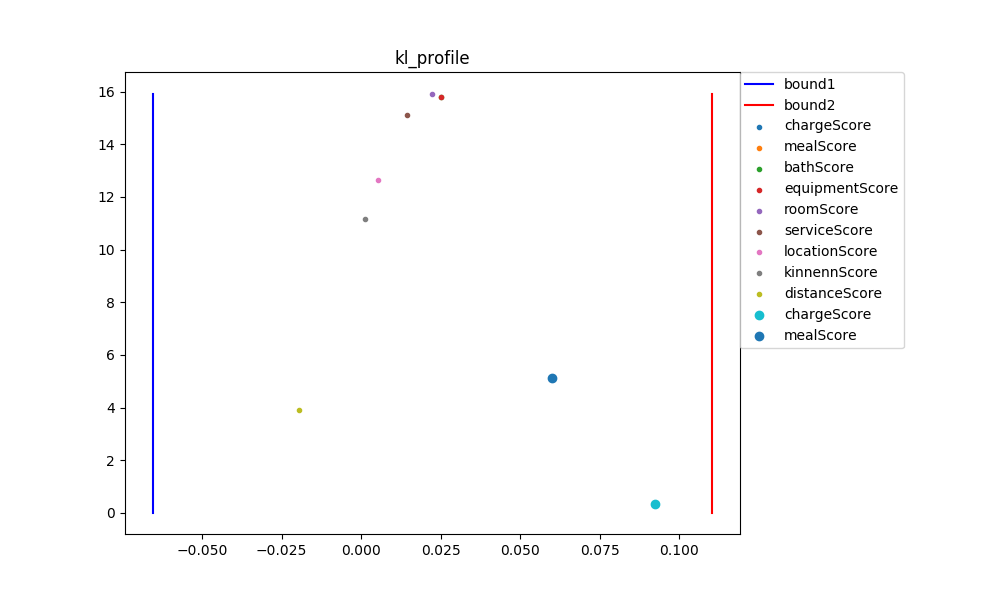 kl_profile
16
14
12
10
8
6
4
2
0
−0.050
−0.025
0.000
0.025
0.050
0.075
0.100
bound1
bound2
chargeScore
mealScore
bathScore
equipmentScore
roomScore
serviceScore
locationScore
kinnennScore
distanceScore
chargeScore
mealScore